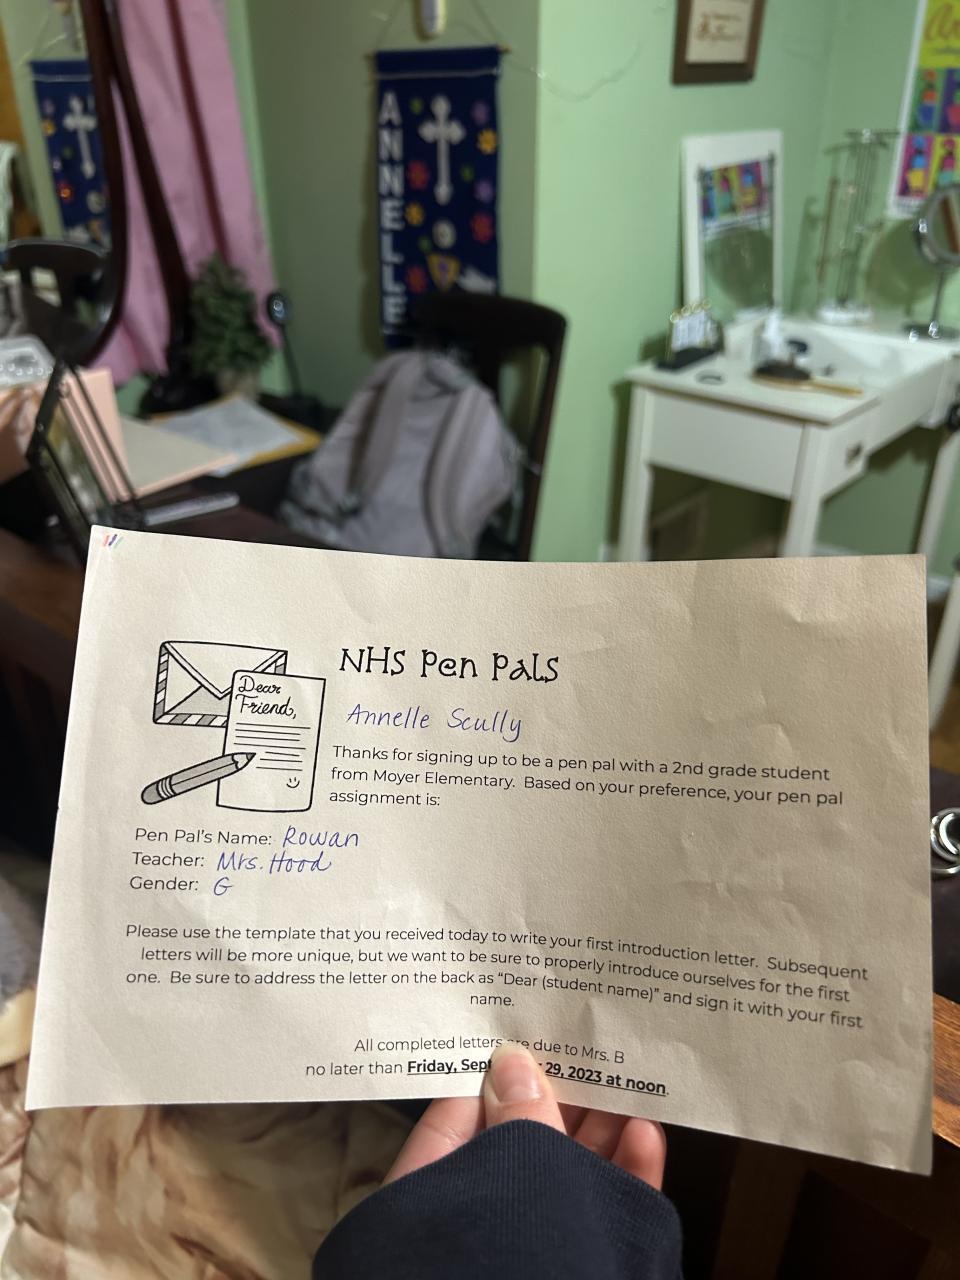 ANNELLE
NHS Pen Pals
Dear
Friend,
Annelle Scully
Thanks for signing up to be a pen pal with a 2nd grade student
from Moyer Elementary. Based on your preference, your pen pal
assignment is:
Pen Pal's Name: Rowan
Teacher: Mrs. Hood
Gender: G
Please use the template that you received today to write your first introduction letter. Subsequent
letters will be more unique, but we want to be sure to properly introduce ourselves for the first
one. Be sure to address the letter on the back as “Dear (student name)” and sign it with your first
name.
All completed letters are due to Mrs. B
no later than Friday, Sept 29, 2023 at noon.